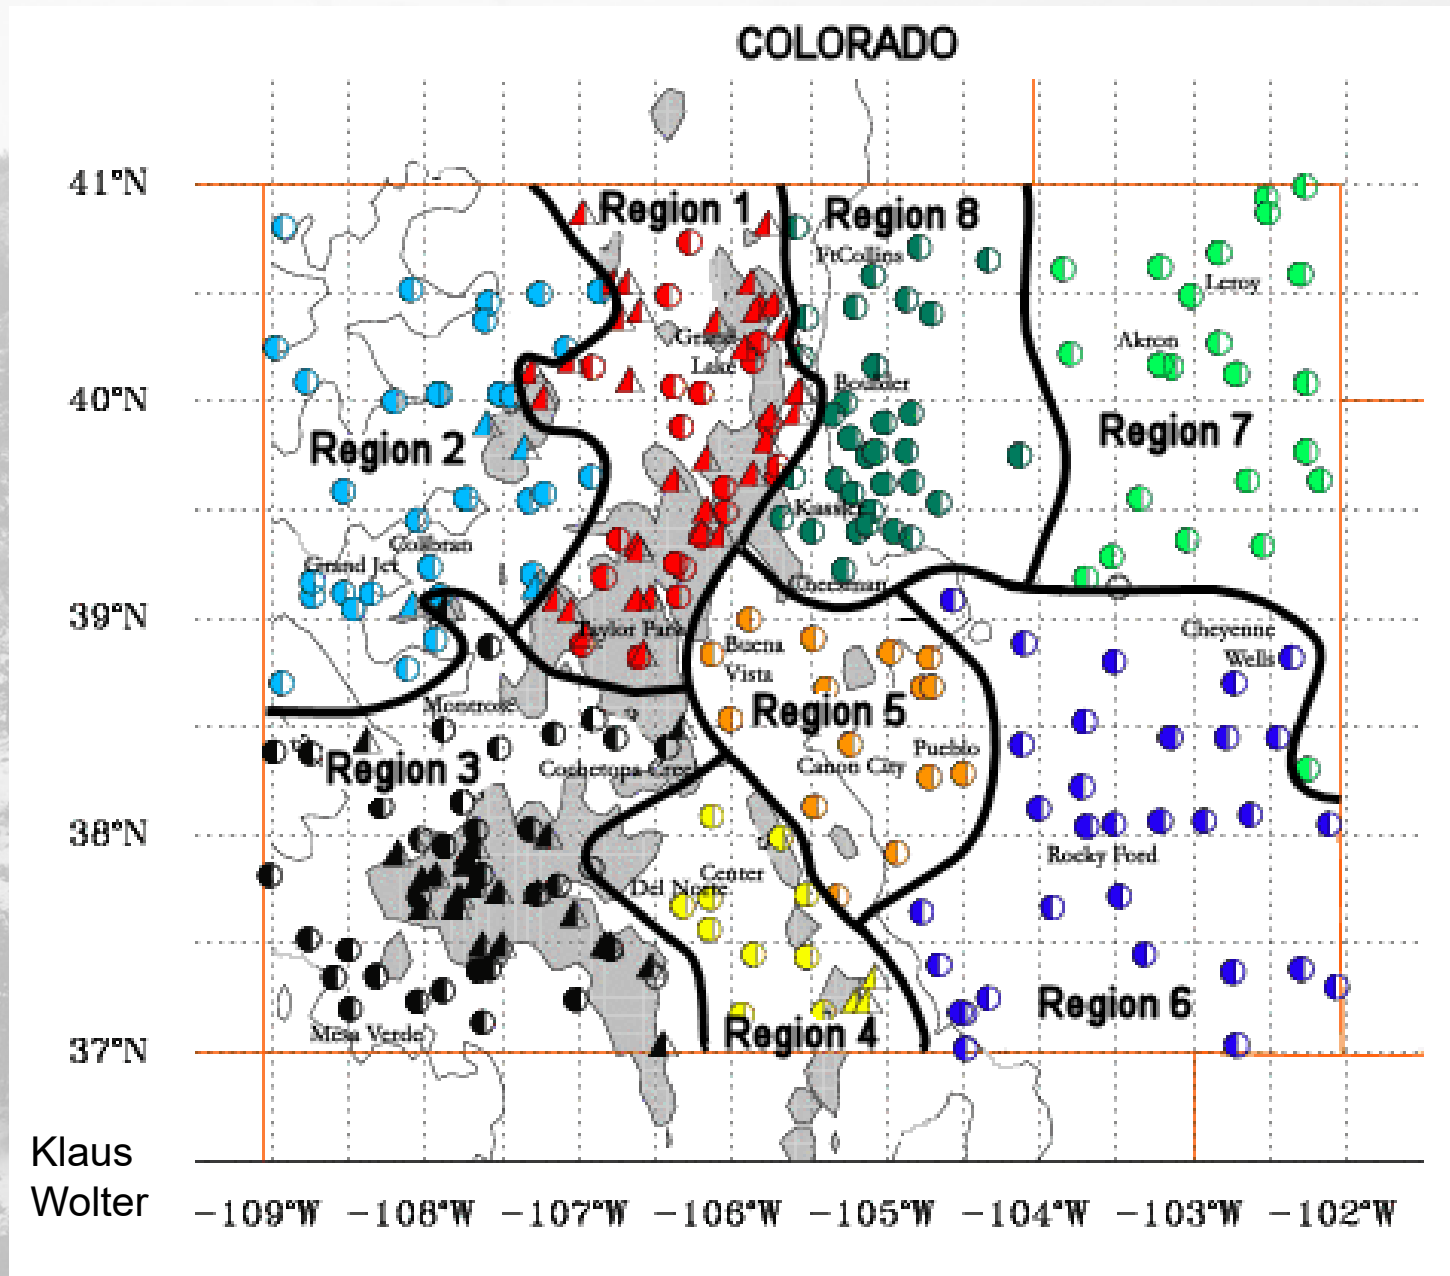 COLORADO
41°N
Region 1
Region 8
FtCollins
Leroy
Grand
Lake
Akron
Boulder
40°N
Region 2
Region 7
Kassler
Collbran
Grand Jct
Cheesman
39°N
Taylor Park
Buena
Vista
Cheyenne
Wells
Montrose
Region 5
Pueblo
Region 3
Cochetopa Creek
Canon City
38°N
Rocky Ford
Center
Del Norte
Region 6
Mesa Verde
Region 4
37°N
Klaus
Wolter
-109°W -108°W -107°W -106°W -105°W -104°W -103°W -102°W